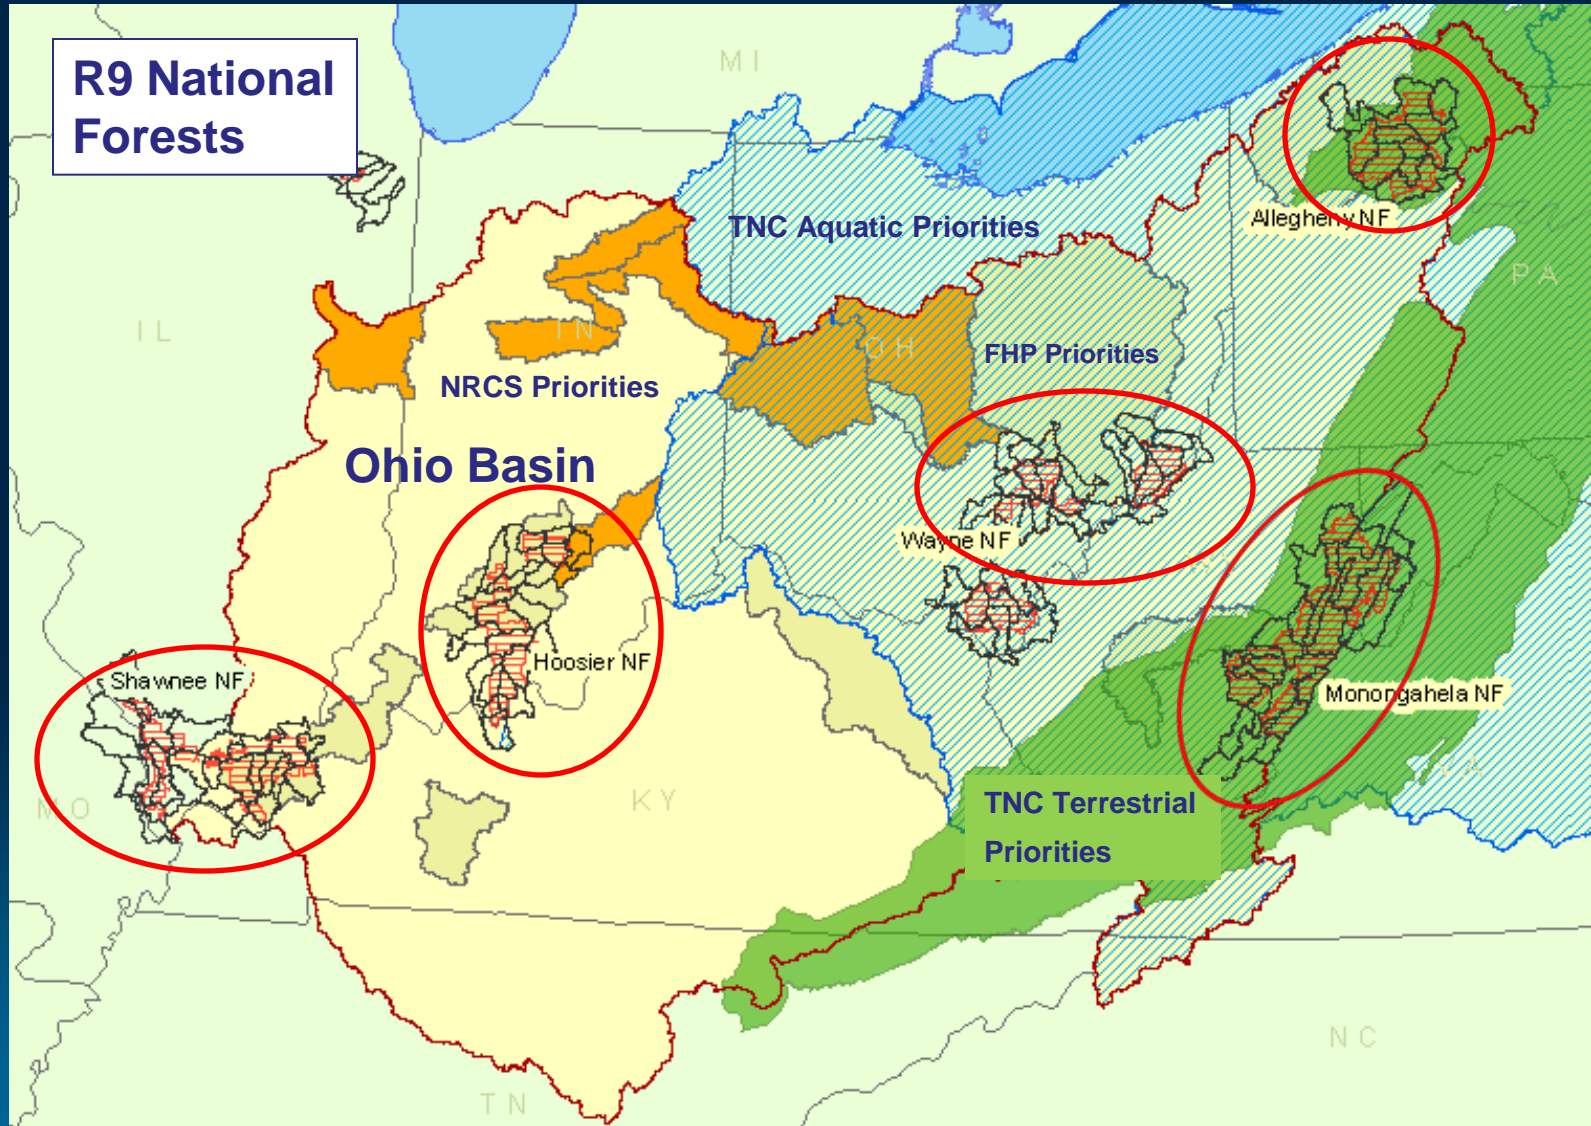 R9 National
Forests
MI
TNC Aquatic Priorities
Allegheny NF
PA
IL
IN
OH
FHP Priorities
NRCS Priorities
Ohio Basin
Wayne NF
Hoosier NF
Shawnee NF
Monongahela NF
VA
MO
KY
TNC Terrestrial
Priorities
NC
TN